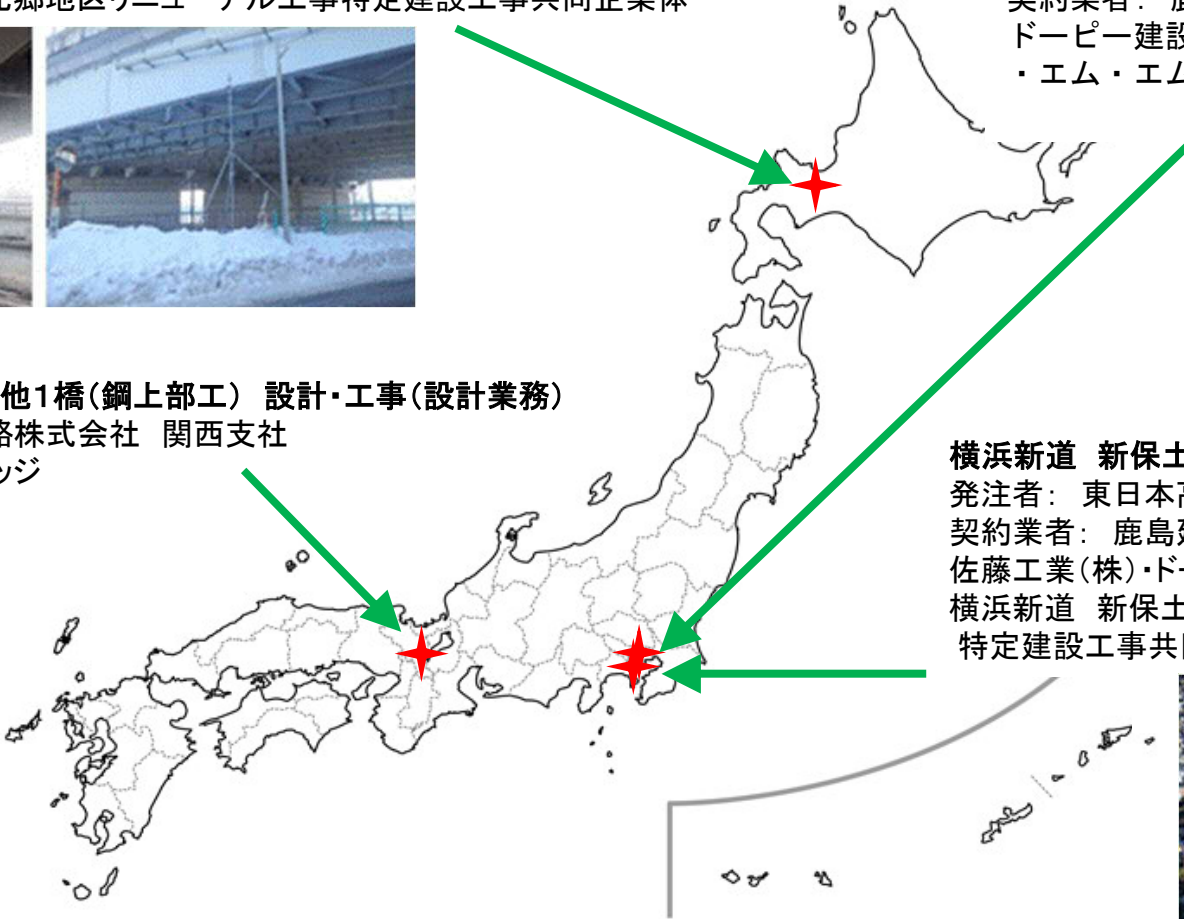 北郷地区リニューアル工事特定建設工事共同企業体
契約業者： 鹿
ドーピー建設
・エム・エム
他１橋（鋼上部工） 設計・工事（設計業務）
路株式会社 関西支社
ッジ
横浜新道 新保土
発注者： 東日本高
契約業者： 鹿島建
佐藤工業（株）・ドー
横浜新道 新保土
特定建設工事共同